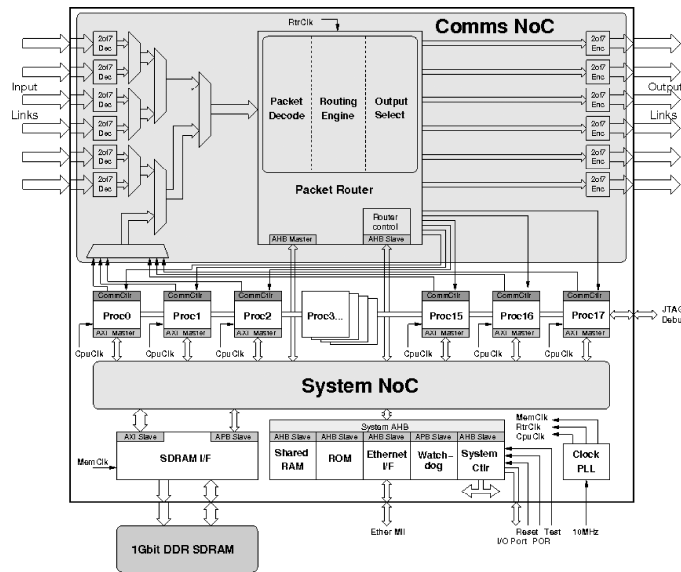 RtrClk
Comms NoC
2of7 Dec
2of7 Enc
2of7 Dec
2of7 Enc
Input
Output
2of7 Dec
2of7 Enc
Links
Links
2of7 Dec
2of7 Enc
2of7 Dec
2of7 Enc
2of7 Dec
2of7 Enc
Packet Decode
Routing Engine
Output Select
Packet Router
Router control
AHB Master
AHB Slave
CommCtlr
CommCtlr
CommCtlr
CommCtlr
CommCtlr
CommCtlr
Proc0
Proc1
Proc2
Proc3...
Proc15
Proc16
Proc17
JTAG
Debug
AXI Master
AXI Master
AXI Master
AXI Master
AXI Master
AXI Master
CpuClk
CpuClk
CpuClk
CpuClk
CpuClk
CpuClk
System NoC
AXI Slave
APB Slave
SDRAM I/F
MemClk
System AHB
AHB Slave
AHB Slave
AHB Slave
APB Slave
AHB Slave
Shared RAM
ROM
Ethernet I/F
Watch-dog
System Ctlr
MemClk
RtrClk
CpuClk
Clock PLL
1Gbit DDR SDRAM
Ether MII
Reset
Test
I/O Port
POR
10MHz